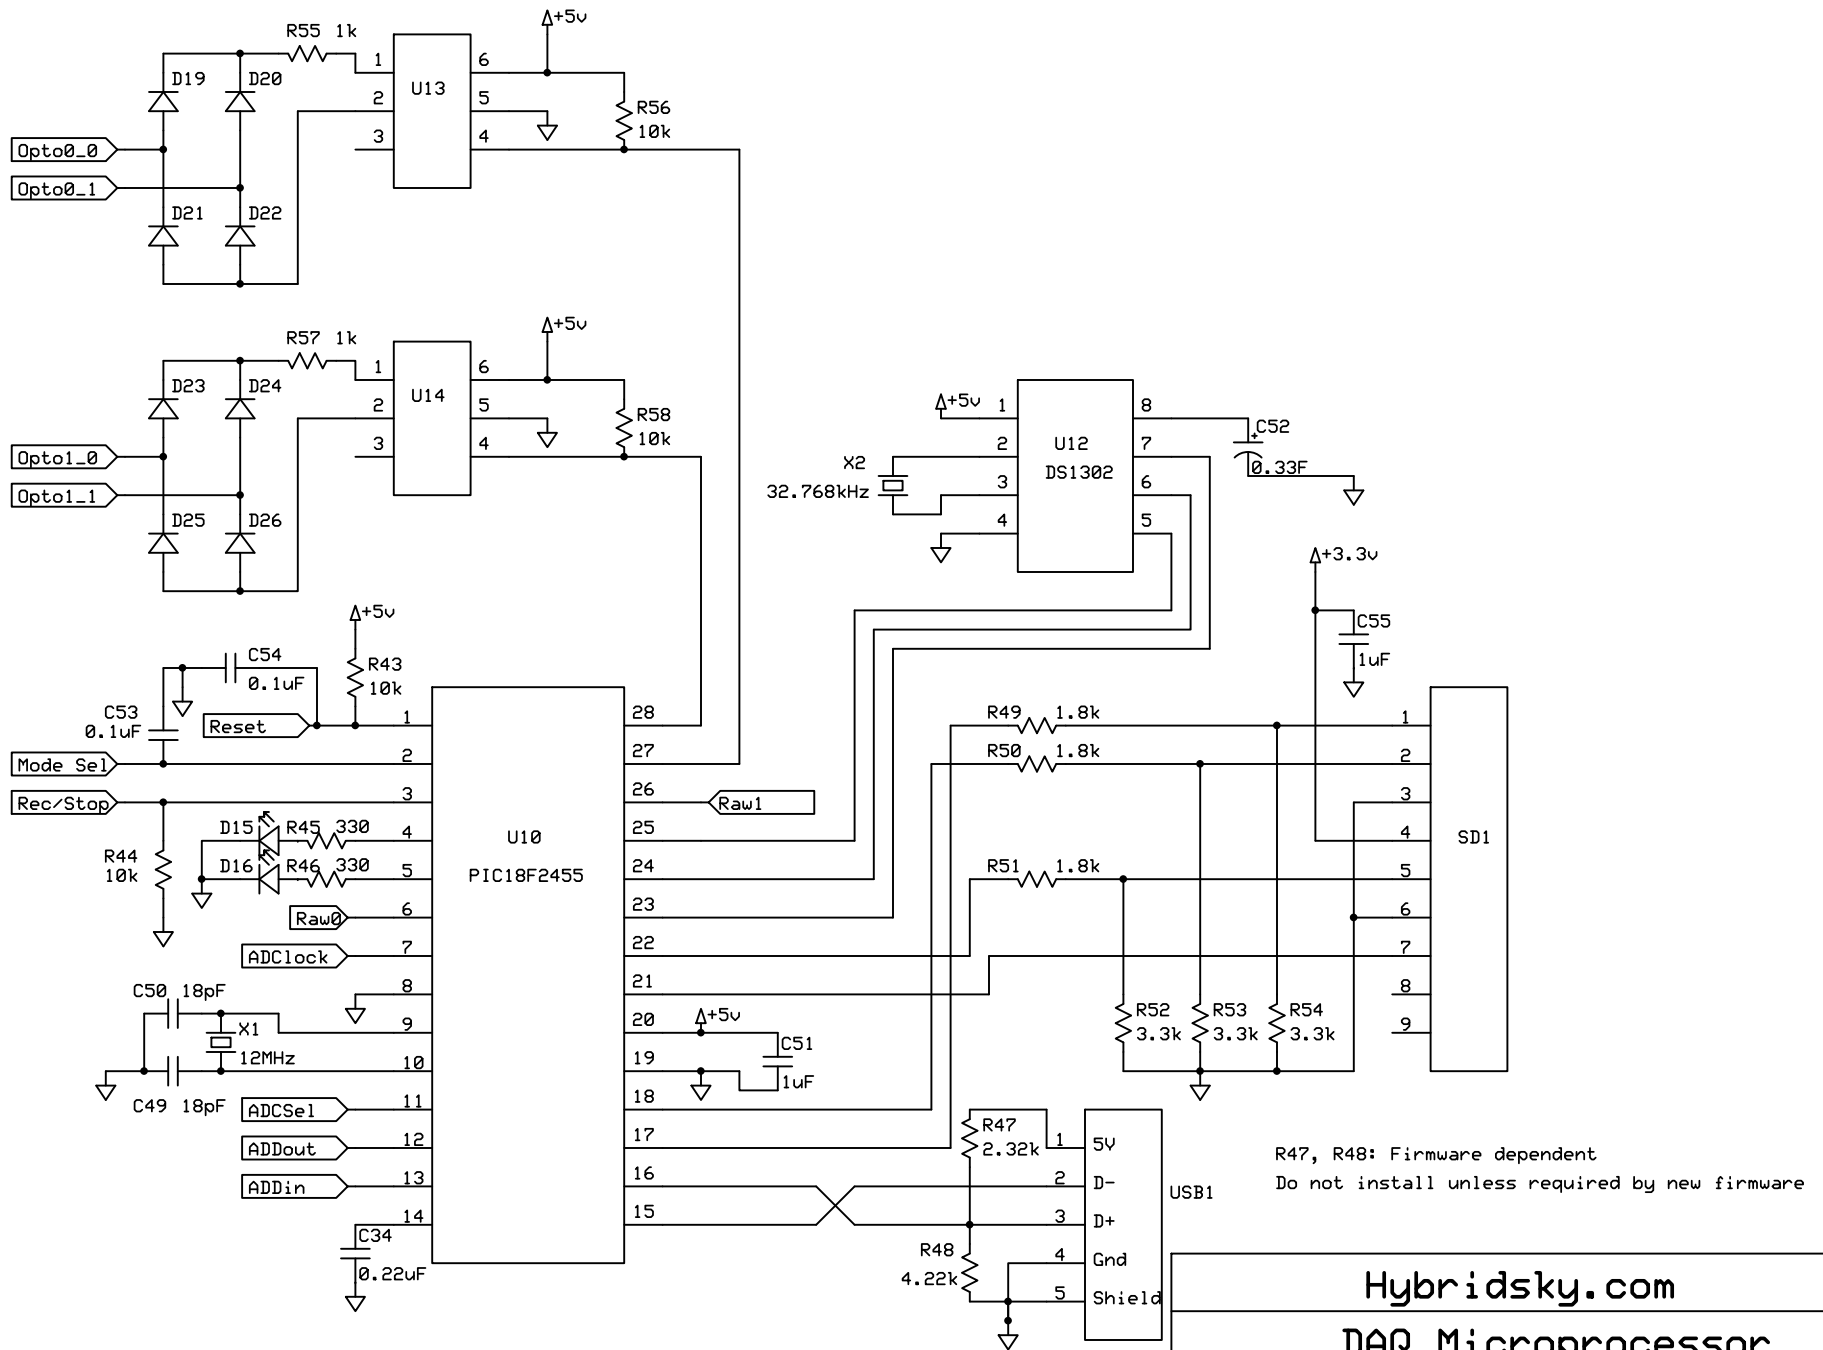 +5v
R55 1k
1
6
D19
D20
U13
2
5
R56
10k
3
4
Opto0_0
Opto0_1
D21
D22
+5v
R57 1k
1
6
D23
D24
U14
2
5
R58
10k
3
4
Opto1_0
Opto1_1
D25
D26
+5v
1
8
C52
+
0.33F
U12
DS1302
X2
32.768kHz
2
7
3
6
4
5
+3.3v
C55
1uF
+5v
C54
0.1uF
R43
10k
C53
0.1uF
Reset
1
28
Mode Sel
2
27
Rec/Stop
3
26
Raw1
D15
R45 330
4
25
U10
PIC18F2455
R44
10k
D16
R46 330
5
24
Raw0
6
23
ADClock
7
22
8
21
C50 18pF
9
20
+5v
X1
12MHz
10
19
C51
1uF
C49 18pF
ADCSel
11
18
ADDout
12
17
ADDin
13
16
14
15
C34
0.22uF
R49 1.8k
1
R50 1.8k
2
3
4
SD1
R51 1.8k
5
6
7
8
9
R52
3.3k
R53
3.3k
R54
3.3k
R47
2.32k
1
5V
2
D-
USB1
3
D+
R48
4.22k
4
Gnd
5
Shield
R47, R48: Firmware dependent
Do not install unless required by new firmware
Hybridsky.com
DAQ Microprocessor